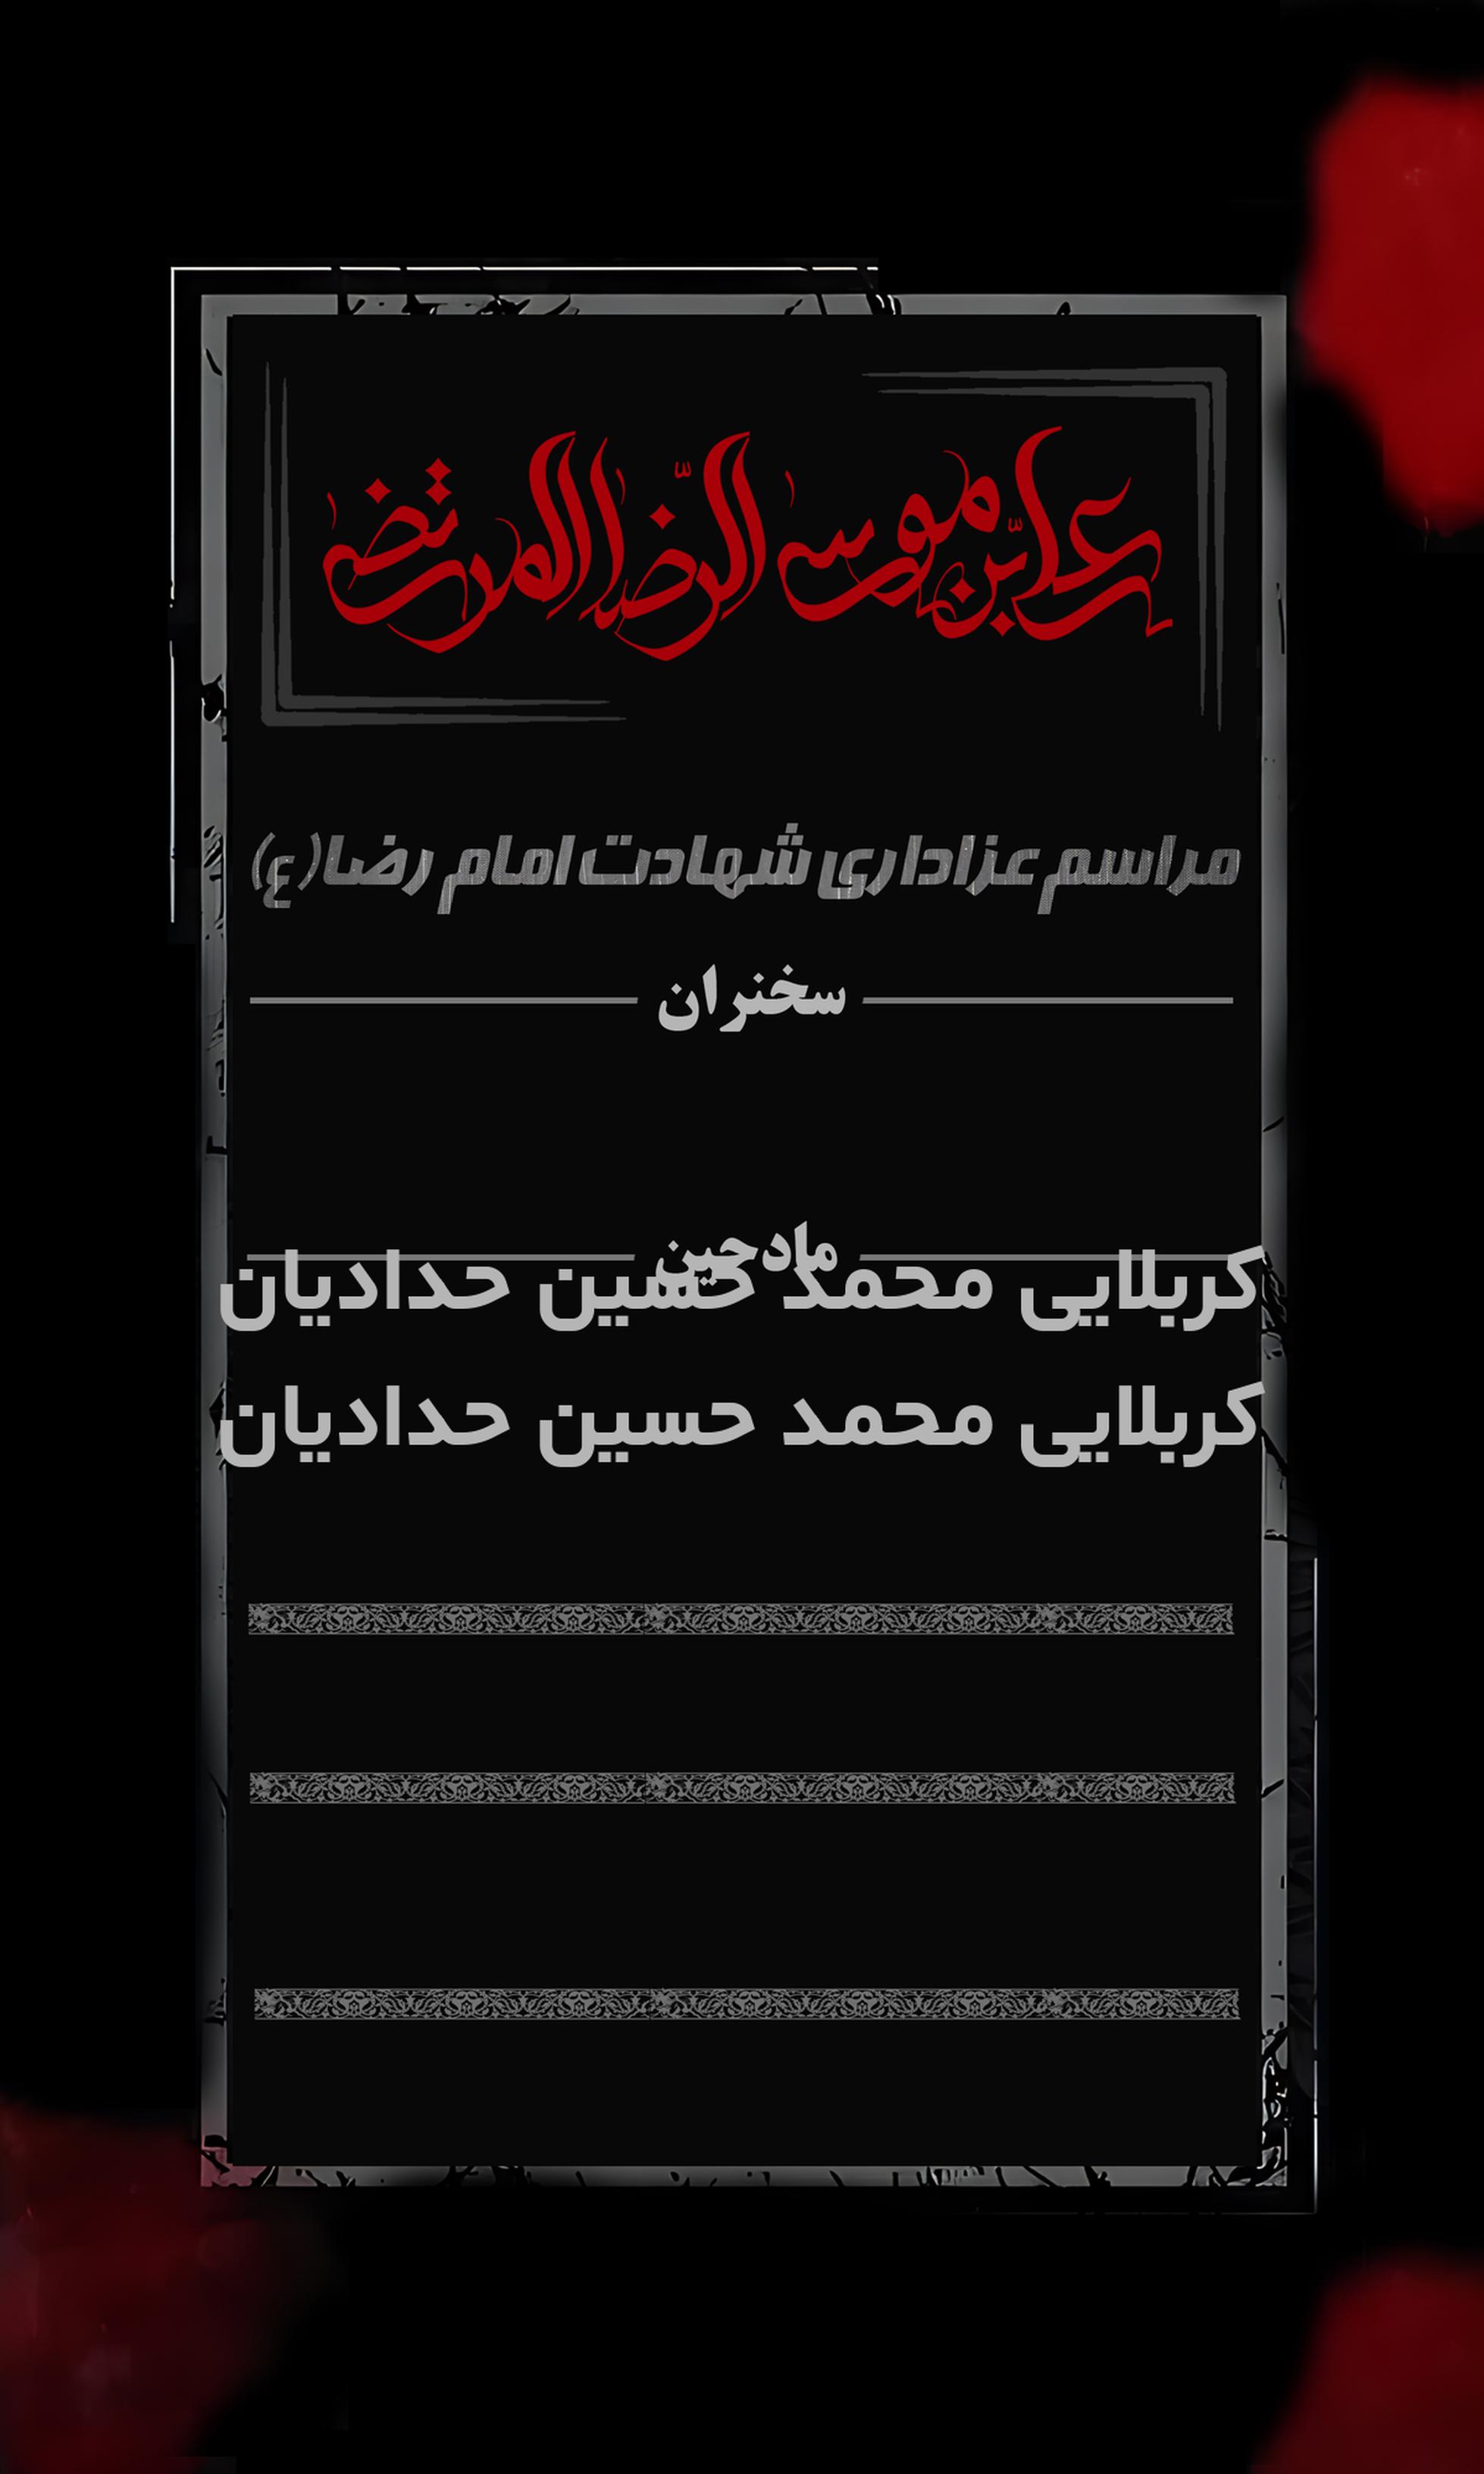 علی ابن موسی الرضا المرتضی
مراسم عزاداری شهادت امام رضا(ع)
سخنران
مادحین
کربلایی محمد حسین حدادیان
کربلایی محمد حسین حدادیان